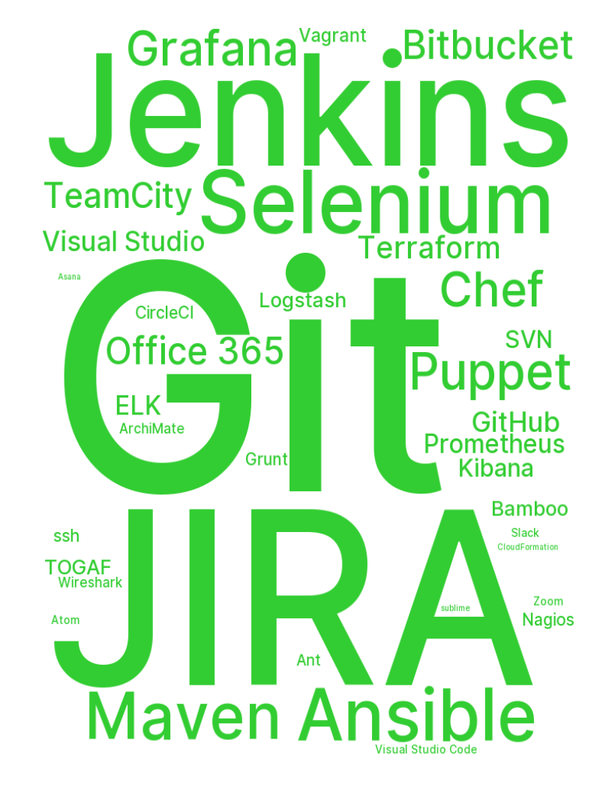 Grafana
Vagrant
Bitbucket
Jenkins
TeamCity
Selenium
Visual Studio
Terraform
Asana
Git
Chef
Logstash
CircleCI
SVN
Office 365
Puppet
ELK
GitHub
ArchiMate
Prometheus
Grunt
Kibana
Bamboo
JIRA
ssh
Slack
CloudFormation
TOGAF
Wireshark
Zoom
sublime
Atom
Nagios
Ant
Maven
Ansible
Visual Studio Code